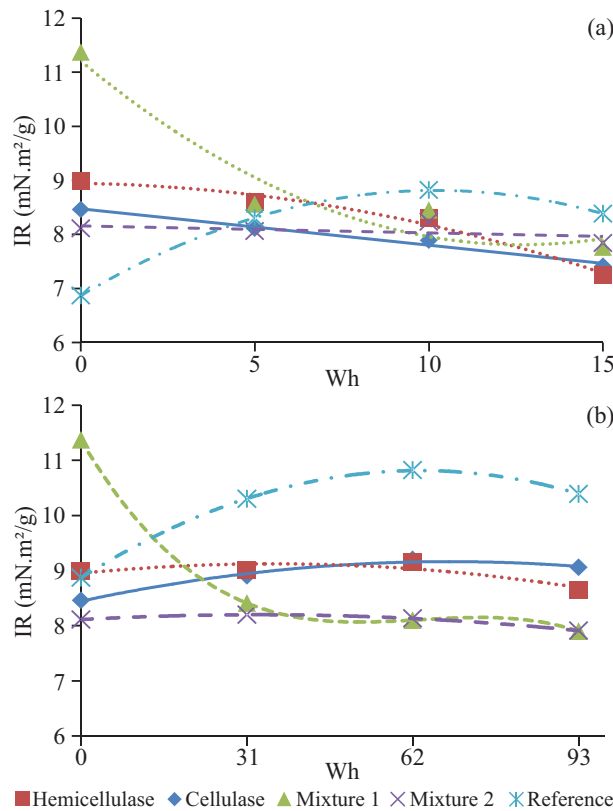 12
(a)
11
10
9
8
7
6
IR (mN.m²/g)
0 5 10 15
Wh
12
(b)
11
10
9
8
7
6
IR (mN.m²/g)
0 31 62 93
Wh
Hemicellulase Cellulase Mixture 1 Mixture 2 Reference